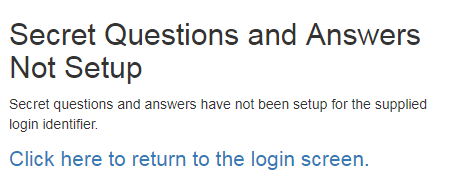 Secret Questions and Answers
Not Setup
Secret questions and answers have not been setup for the supplied
login identifier.
Click here to return to the login screen.